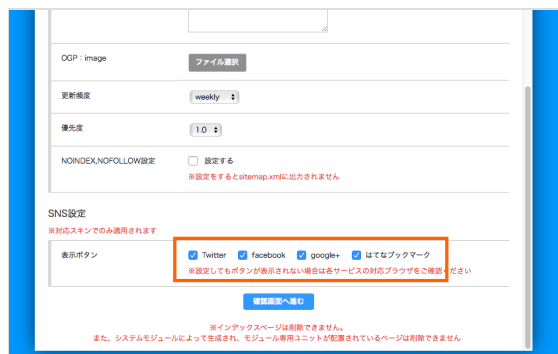 OGP：image
ファイル選択
更新頻度
weekly
優先度
1.0
NOINDEX,NOFOLLOW設定
設定する
※設定をするとsitemap.xmlに出力されません
SNS設定
※対応スキンでのみ適用されます
表示ボタン
Twitter facebook google+ はてなブックマーク
※設定してもボタンが表示されない場合は各サービスの対応ブラウザをご確認ください
確認画面へ進む
※インデックスページは削除できません。
また、システムモジュールによって生成され、モジュール専用ユニットが配置されているページは削除できません